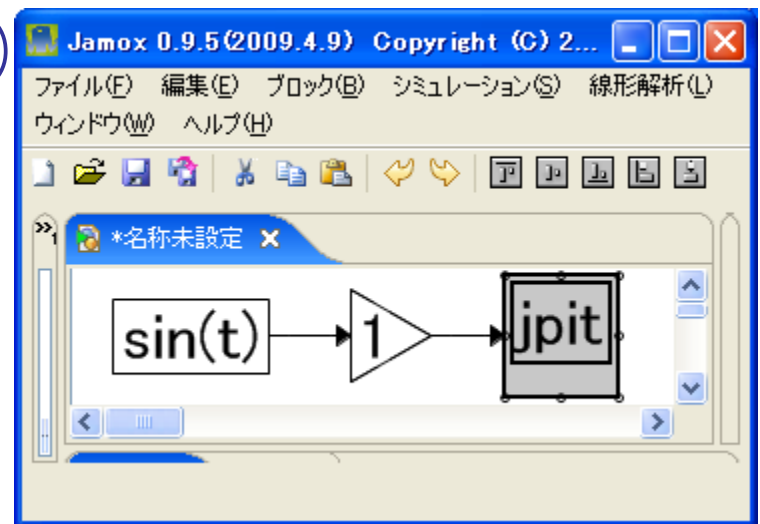 Jamox 0.9.5(2009.4.9) Copyright (C) 2...
ファイル(F) 編集(E) ブロック(B) シミュレーション(S) 線形解析(L)
ウィンドウ(W) ヘルプ(H)
»1
*名称未設定
sin(t) 1 jpit